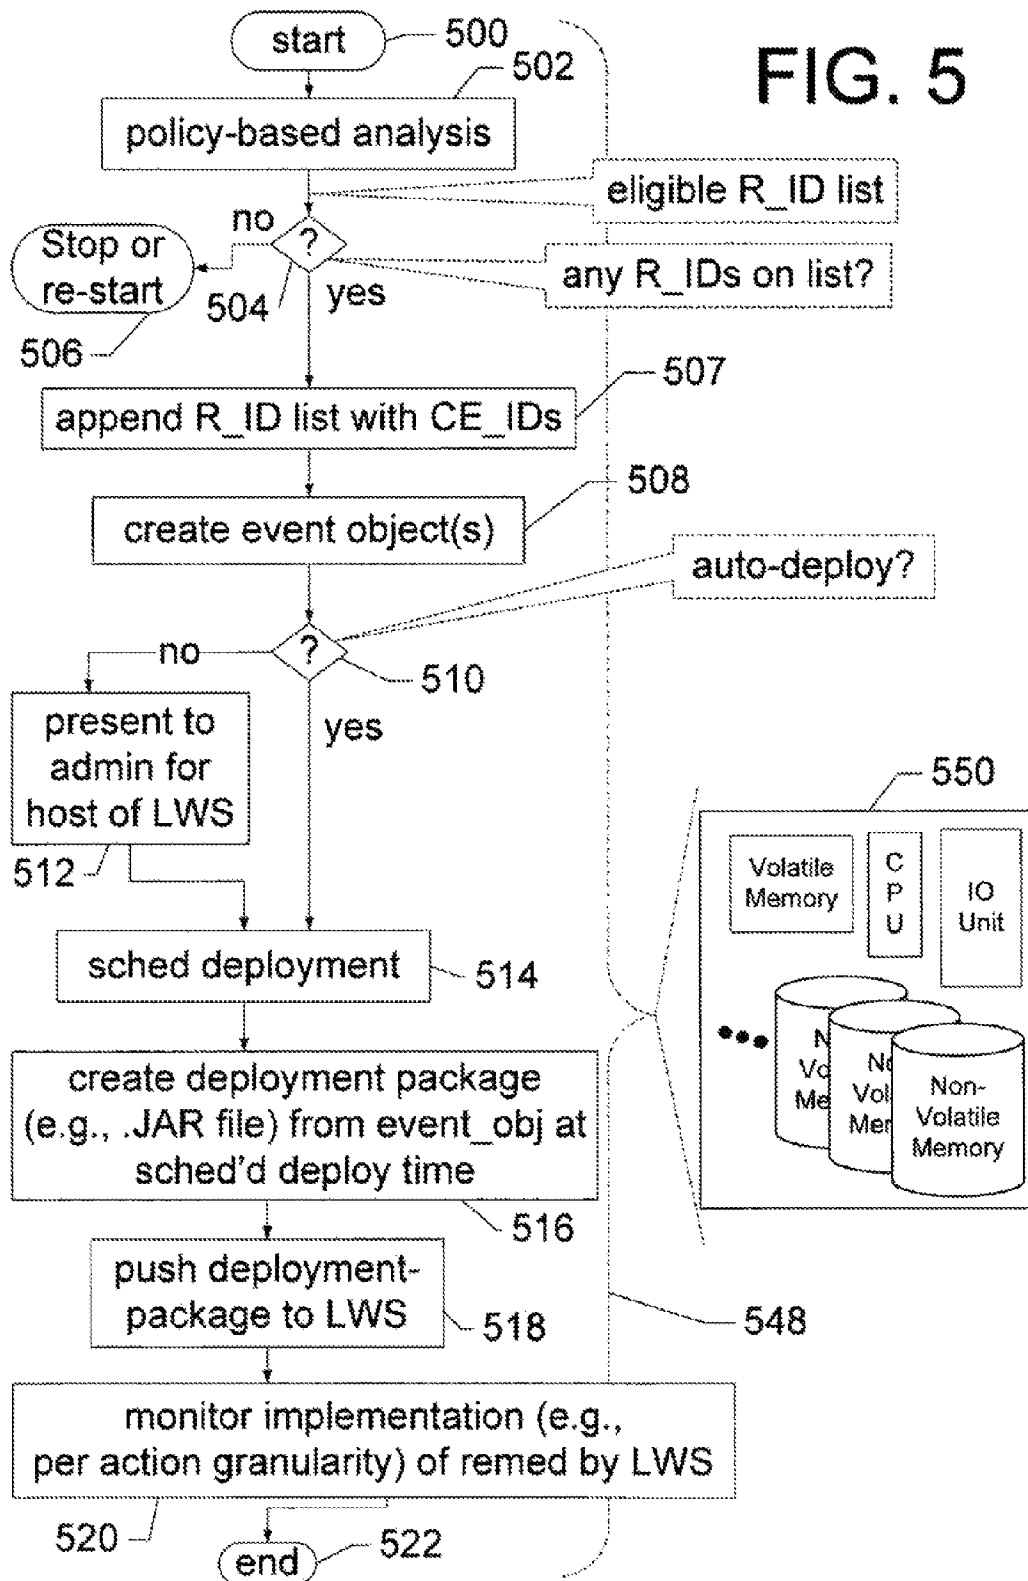 FIG. 5
start
500
502
policy-based analysis
eligible R_ID list
no
?
Stop or
re-start
504
yes
any R_IDs on list?
506
507
append R_ID list with CE_IDs
508
create event object(s)
auto-deploy?
no
?
510
yes
present to
admin for
host of LWS
512
550
Volatile
Memory
C
P
U
IO
Unit
sched deployment
514
Non-
Volatile
Memory
create deployment package
(e.g., .JAR file) from event_obj at
sched'd deploy time
516
push deployment-
package to LWS
518
548
monitor implementation (e.g.,
per action granularity) of remed by LWS
520
end
522